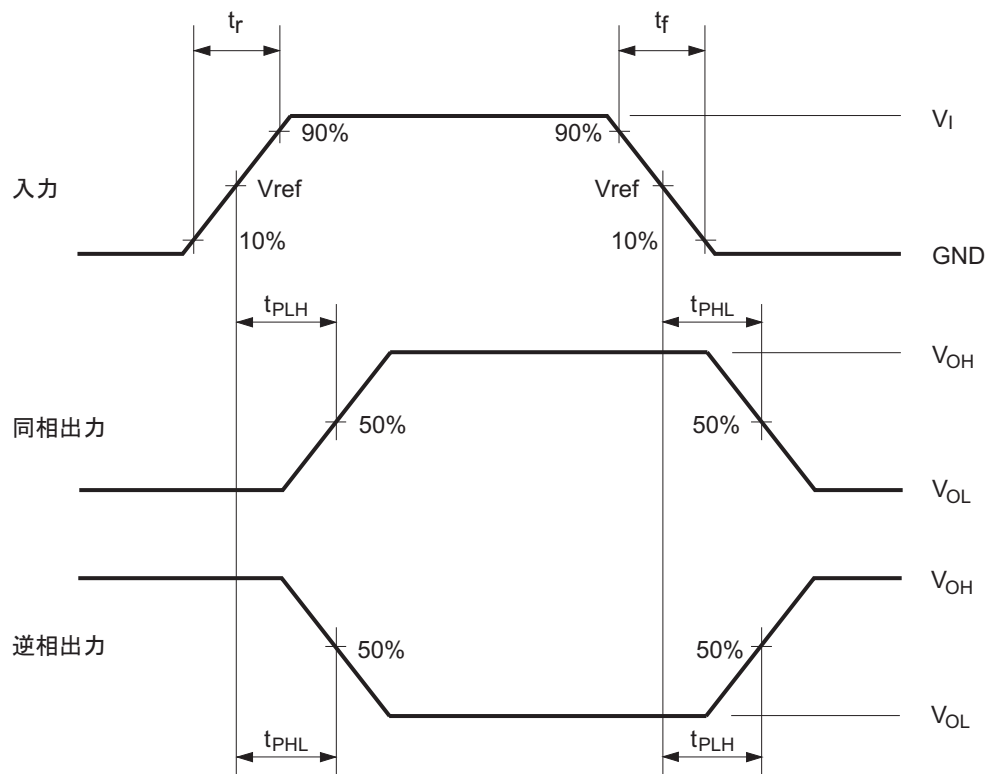 tr
tf
90%
90%
VI
入力
Vref
Vref
10%
10%
GND
tPLH
tPHL
VOH
同相出力
50%
50%
VOL
VOH
逆相出力
50%
50%
VOL
tPHL
tPLH